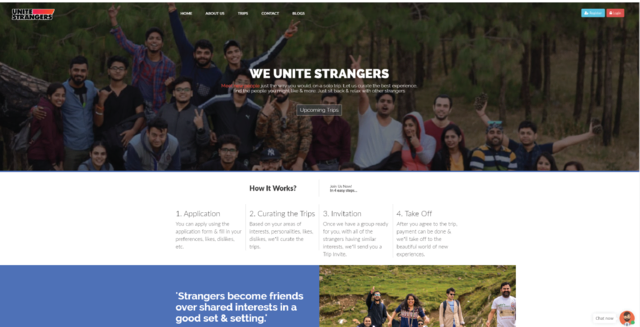 UNITE
STRANGERS
HOME ABOUT US TRIPS CONTACT BLOGS
Login
WE UNITE STRANGERS
just the way you would on a solo trip. Let us curate the best experience,
find the people you might like & more. Just sit back & relax with other strangers
Upcoming Trips
How It Works?
Join Us Now!
In 4 easy steps...
1. Application
You can apply using the
application form & fill in your
preferences, likes, dislikes,
etc.
2. Curating the Trips
Based on your areas of
interests, personalities, likes,
dislikes, we'll curate the
trips.
3. Invitation
Once we have a group ready
for you, with all of the
strangers having similar
interests, we'll send you a
Trip Invite.
4. Take Off
After you agree to the trip,
payment can be done &
we'll take off to the
beautiful world of new
experiences.
'Strangers become friends
over shared interests in a
good set & setting.'
Chat now